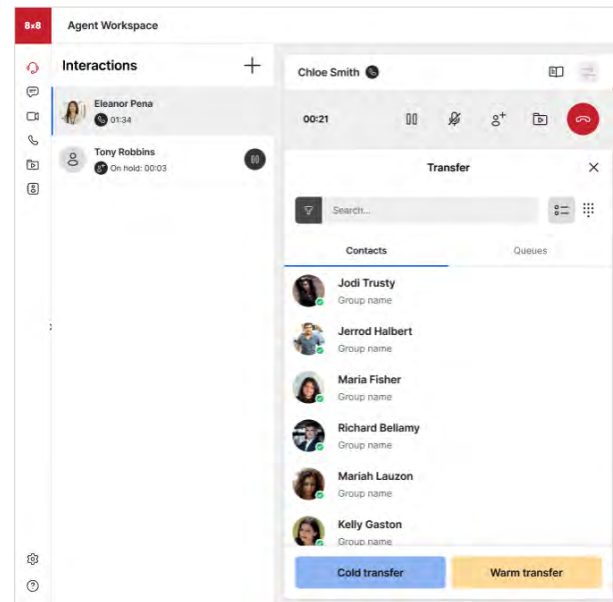 8x8
Agent Workspace
Interactions
Eleanor Pena
01:34
Tony Robbins
On hold: 00:03
Chloe Smith
00:21
Transfer
Search...
Contacts
Queues
Jodi Trusty
Group name
Jerrod Halbert
Group name
Maria Fisher
Group name
Richard Bellamy
Group name
Mariah Lauzon
Group name
Kelly Gaston
Group name
Cold transfer
Warm transfer